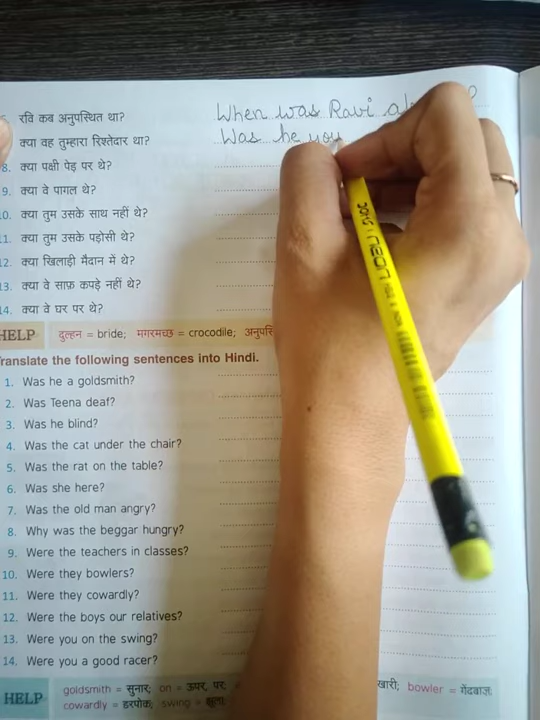 रवि कब अनुपस्थित था? When was Ravi
क्या वह तुम्हारा रिश्तेदार था? Was he you
8. क्या पक्षी पेड़ पर थे?
9. क्या वे पागल थे?
10. क्या तुम उसके साथ नहीं थे?
11. क्या तुम उसके पड़ोसी थे?
12. क्या खिलाड़ी मैदान में थे?
13. क्या वे साफ़ कपड़े नहीं थे?
14. क्या वे घर पर थे?
HELP दुल्हन = bride; मगरमच्छ = crocodile;
Translate the following sentences into Hindi.
1. Was he a goldsmith?
2. Was Teena deaf?
3. Was he blind?
4. Was the cat under the chair?
5. Was the rat on the table?
6. Was she here?
7. Was the old man angry?
8. Why was the beggar hungry?
9. Were the teachers in classes?
10. Were they bowlers?
11. Were they cowardly?
12. Were the boys our relatives?
13. Were you on the swing?
14. Were you a good racer?
HELP goldsmith = सुनार; on = ऊपर, पर; bowler = गेंदबाज़;
cowardly = डरपोक; swing = झूला;